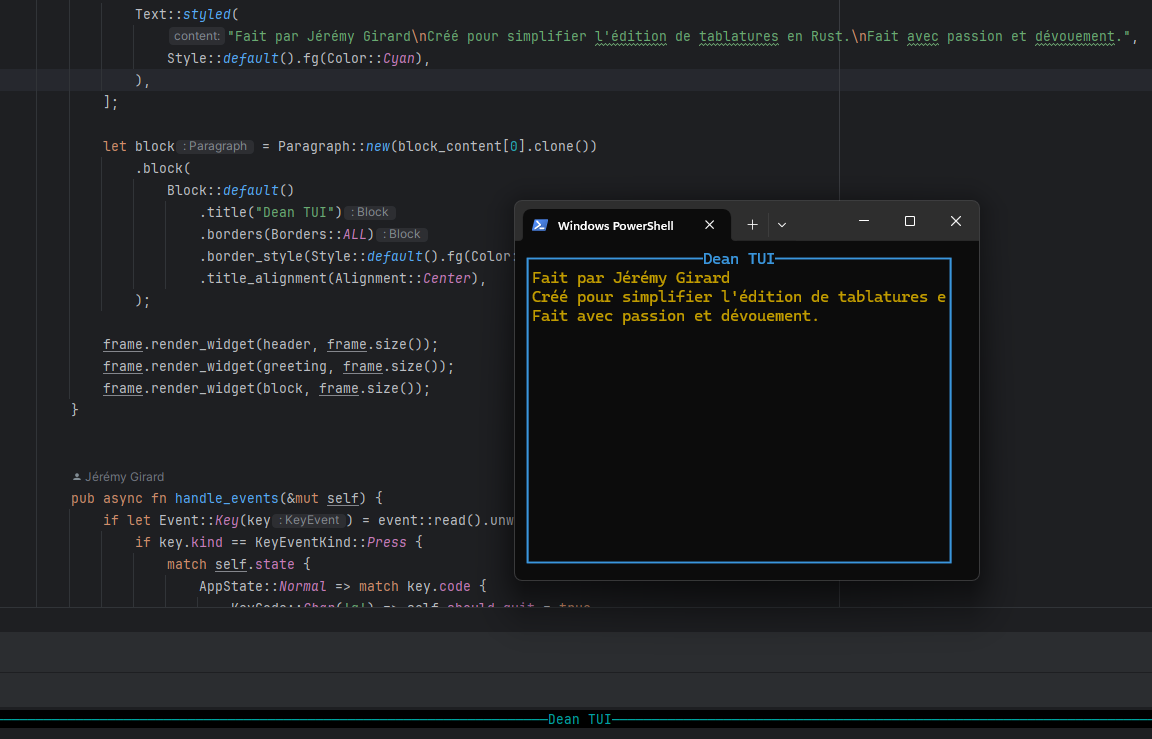 Text::styled(
content: "Fait par Jérémy Girard\nCréé pour simplifier l'édition de tablatures en Rust.\nFait avec passion et dévouement.",
Style::default().fg(Color::Cyan),
),
];
let block : Paragraph = Paragraph::new(block_content[0].clone())
.block(
Block::default()
.title("Dean TUI") : Block
.borders(Borders::ALL) : Block
.border_style(Style::default().fg(Color:
.title_alignment(Alignment::Center),
);
frame.render_widget(header, frame.size());
frame.render_widget(greeting, frame.size());
frame.render_widget(block, frame.size());
}
Jérémy Girard
pub async fn handle_events(&mut self) {
if let Event::Key(key : KeyEvent ) = event::read().unw
if key.kind == KeyEventKind::Press {
match self.state {
AppState::Normal => match key.code {
KeyCode::Char('q') => self.should_quit = true
Windows PowerShell
Dean TUI
Fait par Jérémy Girard
Créé pour simplifier l'édition de tablatures e
Fait avec passion et dévouement.
Dean TUI